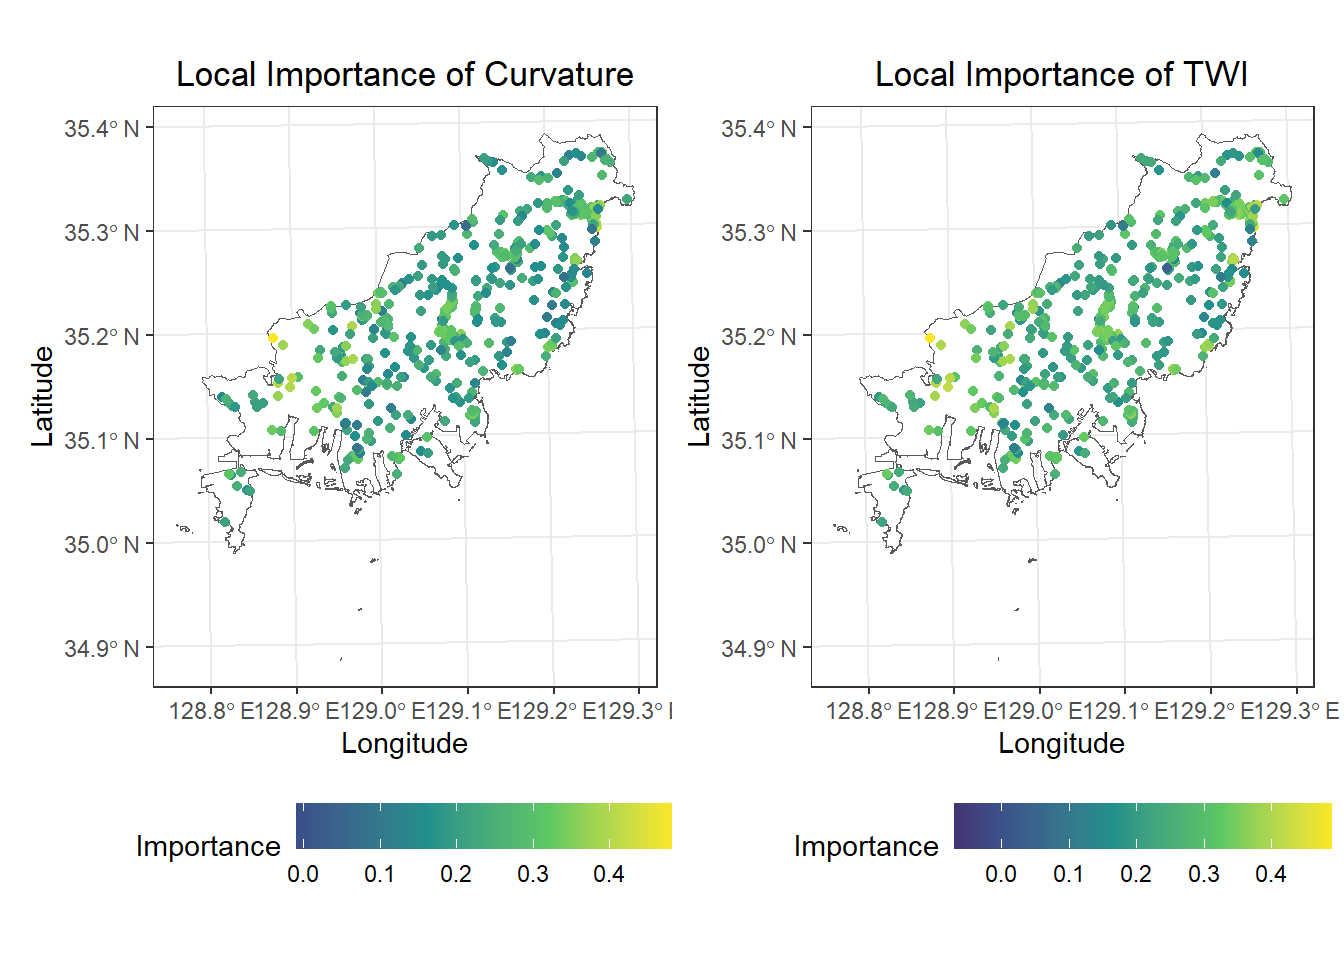 Local Importance of Curvature
35.4° N
35.3° N
35.2° N
35.1° N
35.0° N
34.9° N
Latitude
128.8° E128.9° E129.0° E129.1° E129.2° E129.3° I
Longitude
Importance
0.0 0.1 0.2 0.3 0.4
Local Importance of TWI
35.4° N
35.3° N
35.2° N
35.1° N
35.0° N
34.9° N
Latitude
128.8° E128.9° E129.0° E129.1° E129.2° E129.3° E
Longitude
Importance
0.0 0.1 0.2 0.3 0.4